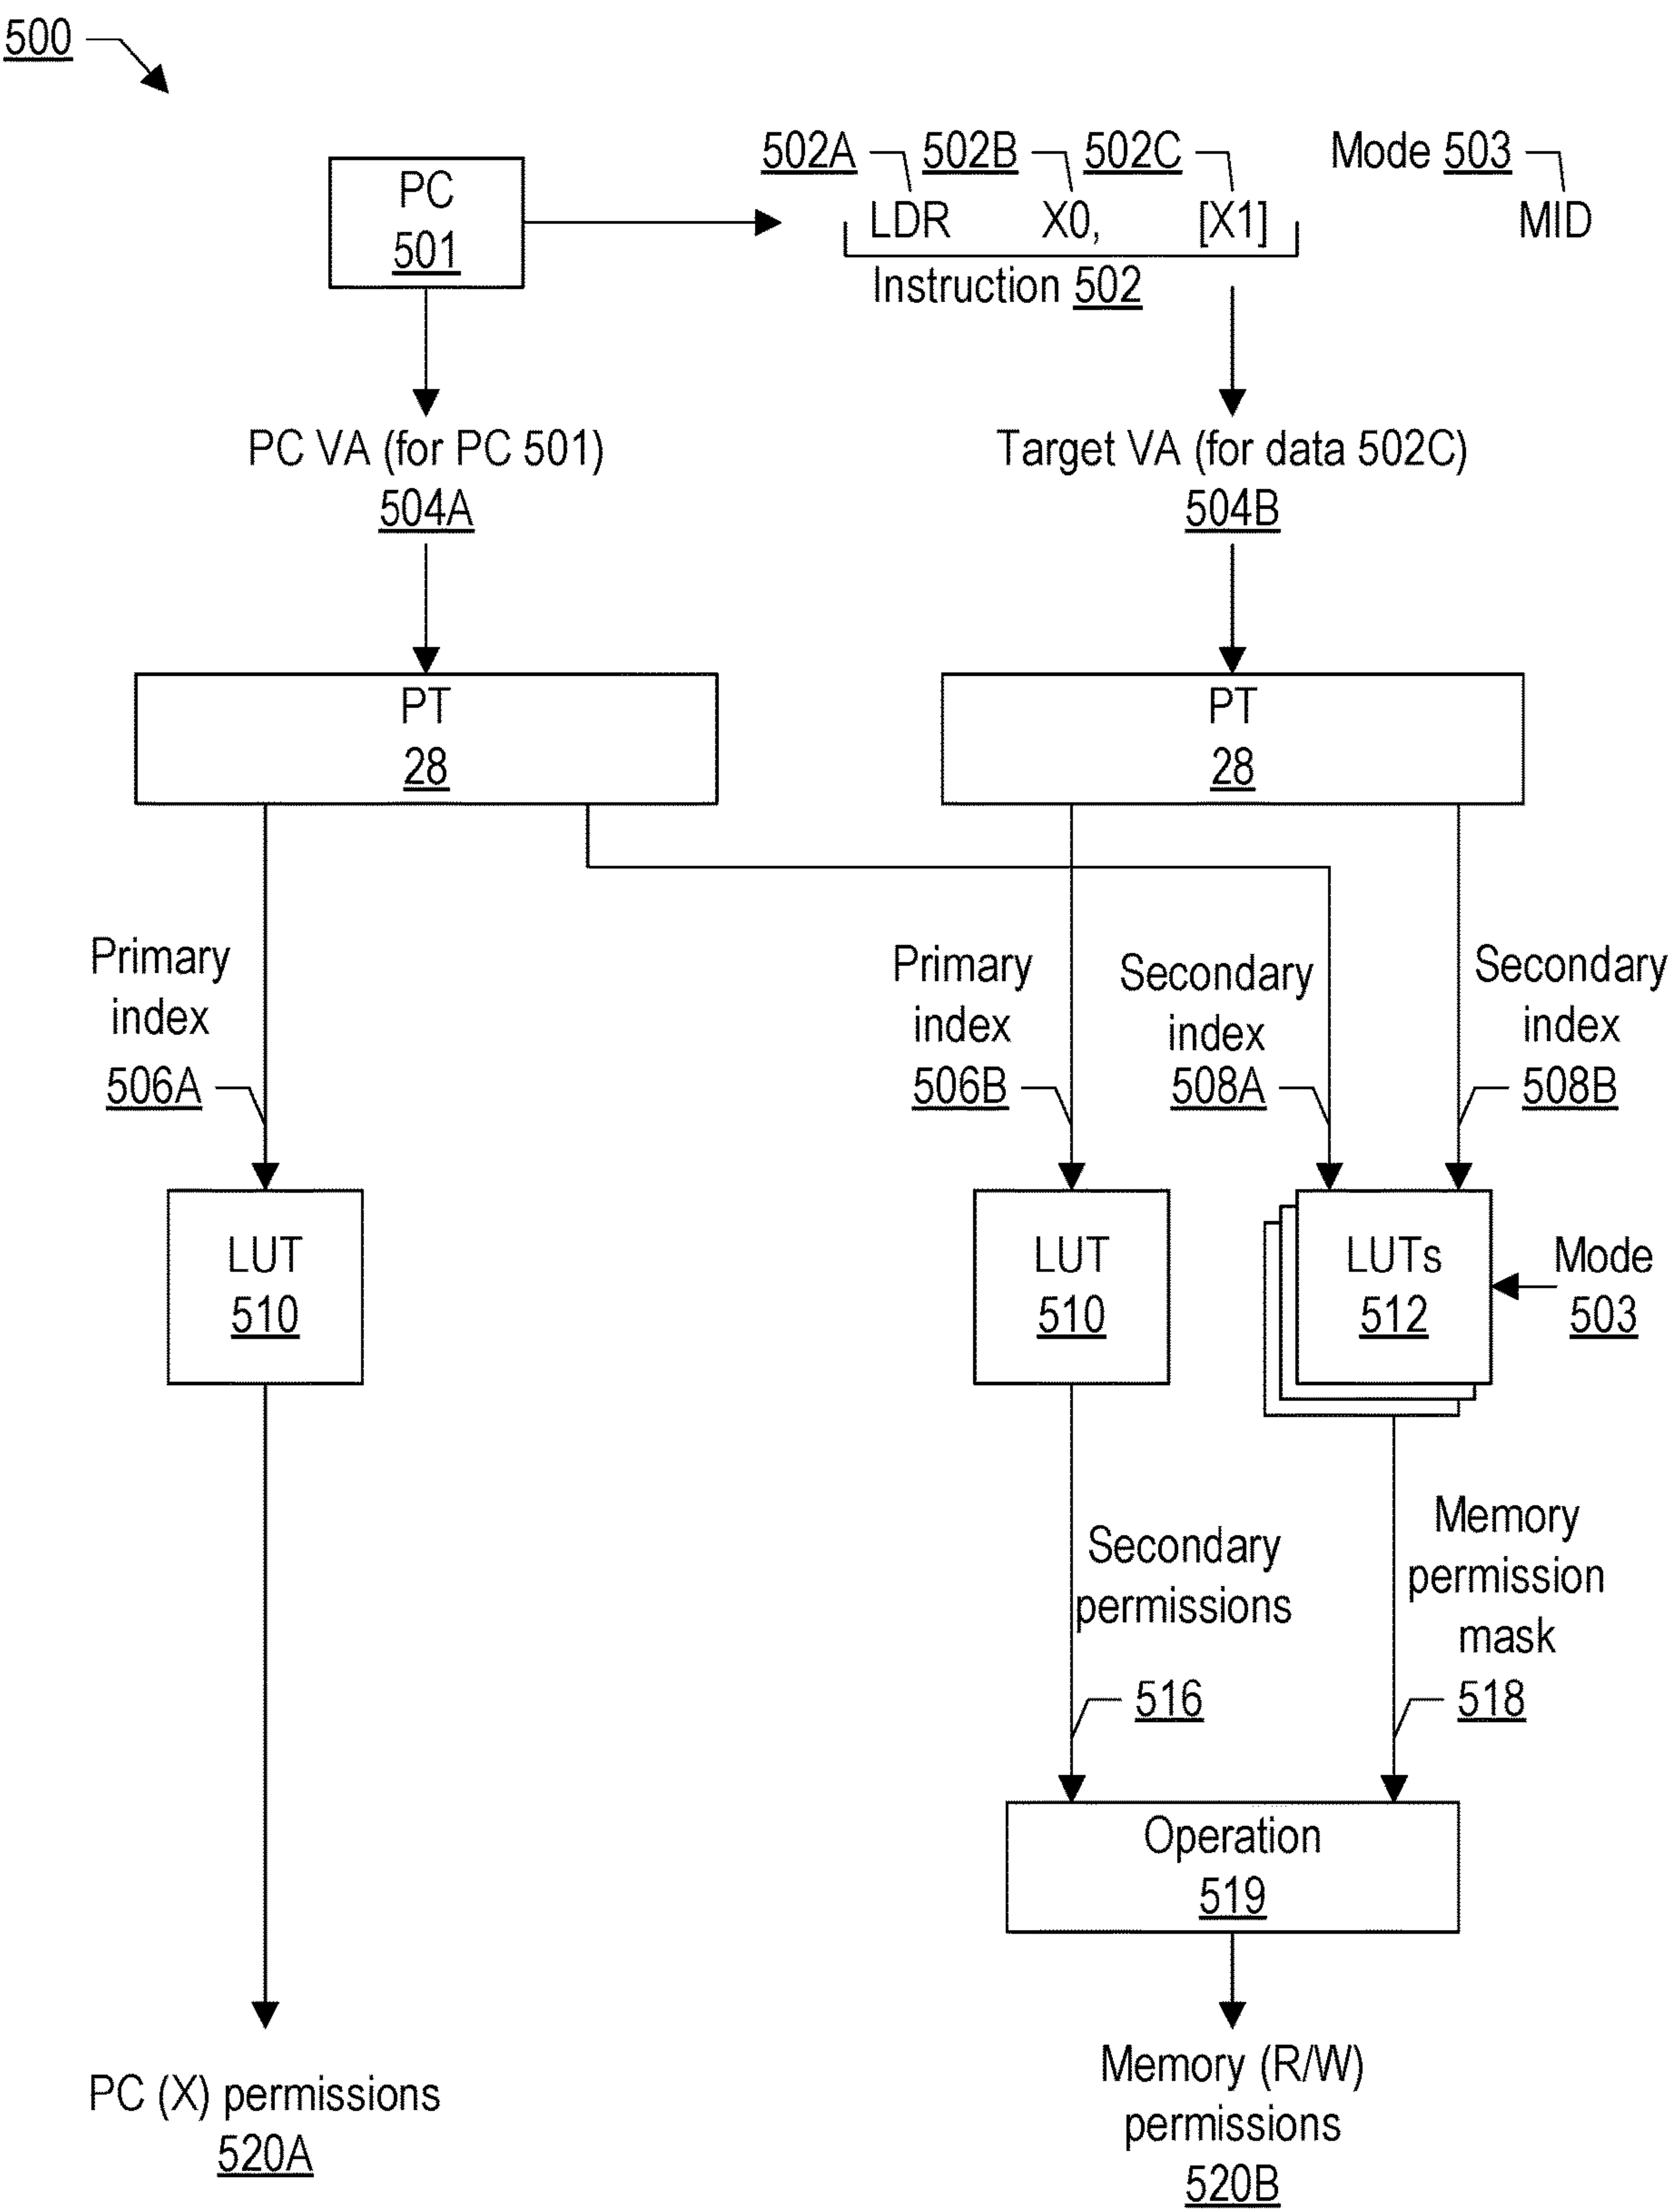 500
502A 502B 502C Mode 503
PC
501
LDR X0, [X1] MID
Instruction 502
PC VA (for PC 501)
504A
Target VA (for data 502C)
504B
PT
28
PT
28
Primary
index
506A
Primary
index
506B
Secondary
index
508A
Secondary
index
508B
LUT
510
LUT
510
LUTs
512
Mode
503
Secondary
permissions
516
Memory
permission
mask
518
Operation
519
PC (X) permissions
520A
Memory (R/W)
permissions
520B